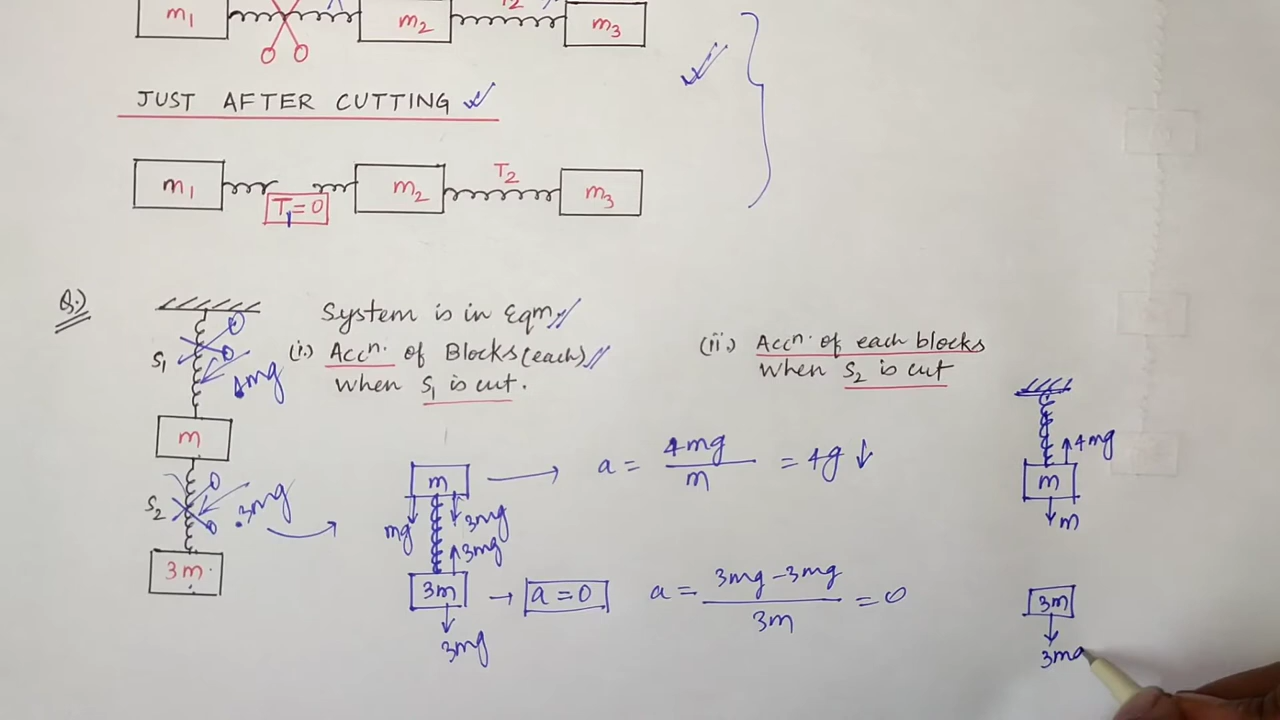 m1 m2 T2 m3
JUST AFTER CUTTING
m1 T1=0 m2 T2 m3
Q.)
System is in Eqm
(i.) Accn. of Blocks (each)
when S1 is cut.
(ii.) Accn. of each blocks
when S2 is cut
S1
4mg
m
S2
3mg
3m
m
mg 3mg
3mg
3m
3mg
a = 4mg/m = 4g ↓
→ a=0
a = 3mg-3mg/3m = 0
4mg
m
m
3m
3mg